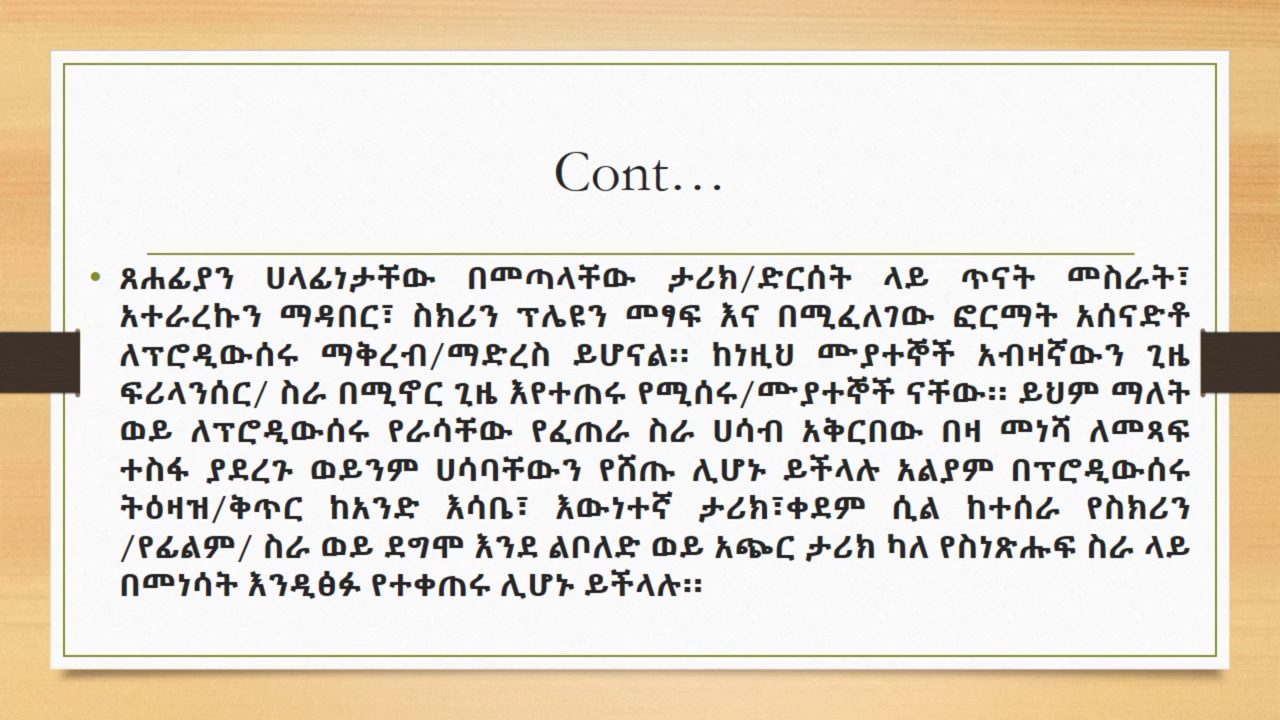 Cont…
• ጸሐፊያን ሀላፊነታቸው በመጣላቸው ታሪክ/ድርሰት ላይ ጥናት መስራት፣
አተራረኩን ማዳበር፣ ስክሪን ፕሌዩን መፃፍ እና በሚፈለገው ፎርማት አሰናድቶ
ለፕሮዲውሰሩ ማቅረብ/ማድረስ ይሆናል፡፡ ከነዚህ ሙያተኞች አብዛኛውን ጊዜ
ፍሪላንሰር/ ስራ በሚኖር ጊዜ እየተጠሩ የሚሰሩ/ሙያተኞች ናቸው፡፡ ይህም ማለት
ወይ ለፕሮዲውሰሩ የራሳቸው የፈጠራ ስራ ሀሳብ አቅርበው በዛ መነሻ ለመጻፍ
ተስፋ ያደረጉ ወይንም ሀሳባቸውን የሸጡ ሊሆኑ ይችላሉ አልያም በፕሮዲውሰሩ
ትዕዛዝ/ቅጥር ከአንድ እሳቤ፣ እውነተኛ ታሪክ፣ቀደም ሲል ከተሰራ የስክሪን
/የፊልም/ ስራ ወይ ደግሞ እንደ ልቦለድ ወይ አጭር ታሪክ ካለ የስነጽሑፍ ስራ ላይ
በመነሳት እንዲፅፉ የተቀጠሩ ሊሆኑ ይችላሉ፡፡